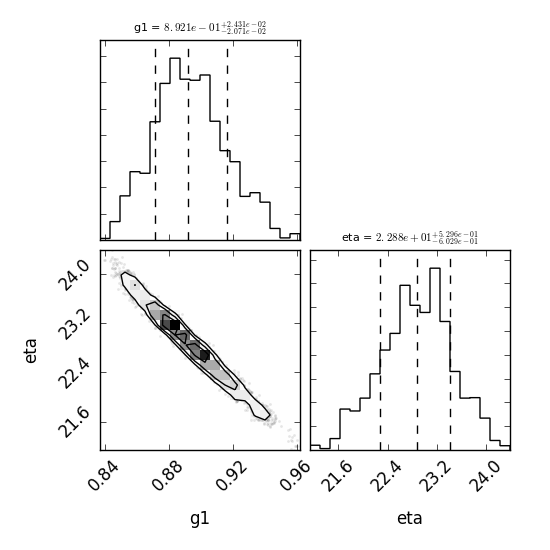 g1 = 8.921e−01+2.431e−02 −2.071e−02
eta = 2.288e+01+5.296e−01 −6.029e−01
24.0
23.2
22.4
21.6
eta
0.84 0.88 0.92 0.96
21.6 22.4 23.2 24.0
g1 eta